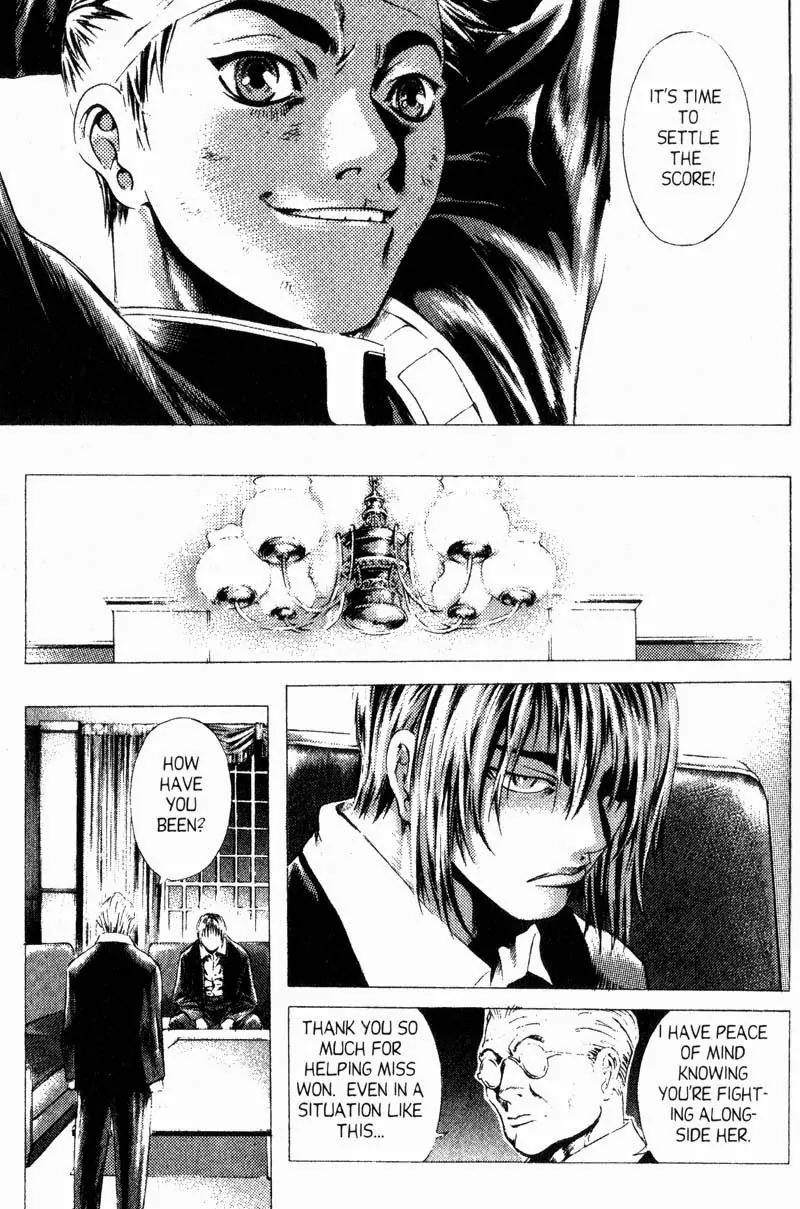 IT'S TIME
TO
SETTLE
THE
SCORE!
HOW
HAVE
YOU
BEEN?
I HAVE PEACE
OF MIND
KNOWING
YOU'RE FIGHT-
ING ALONG-
SIDE HER.
THANK YOU SO
MUCH FOR
HELPING MISS
WON. EVEN IN A
SITUATION LIKE
THIS...